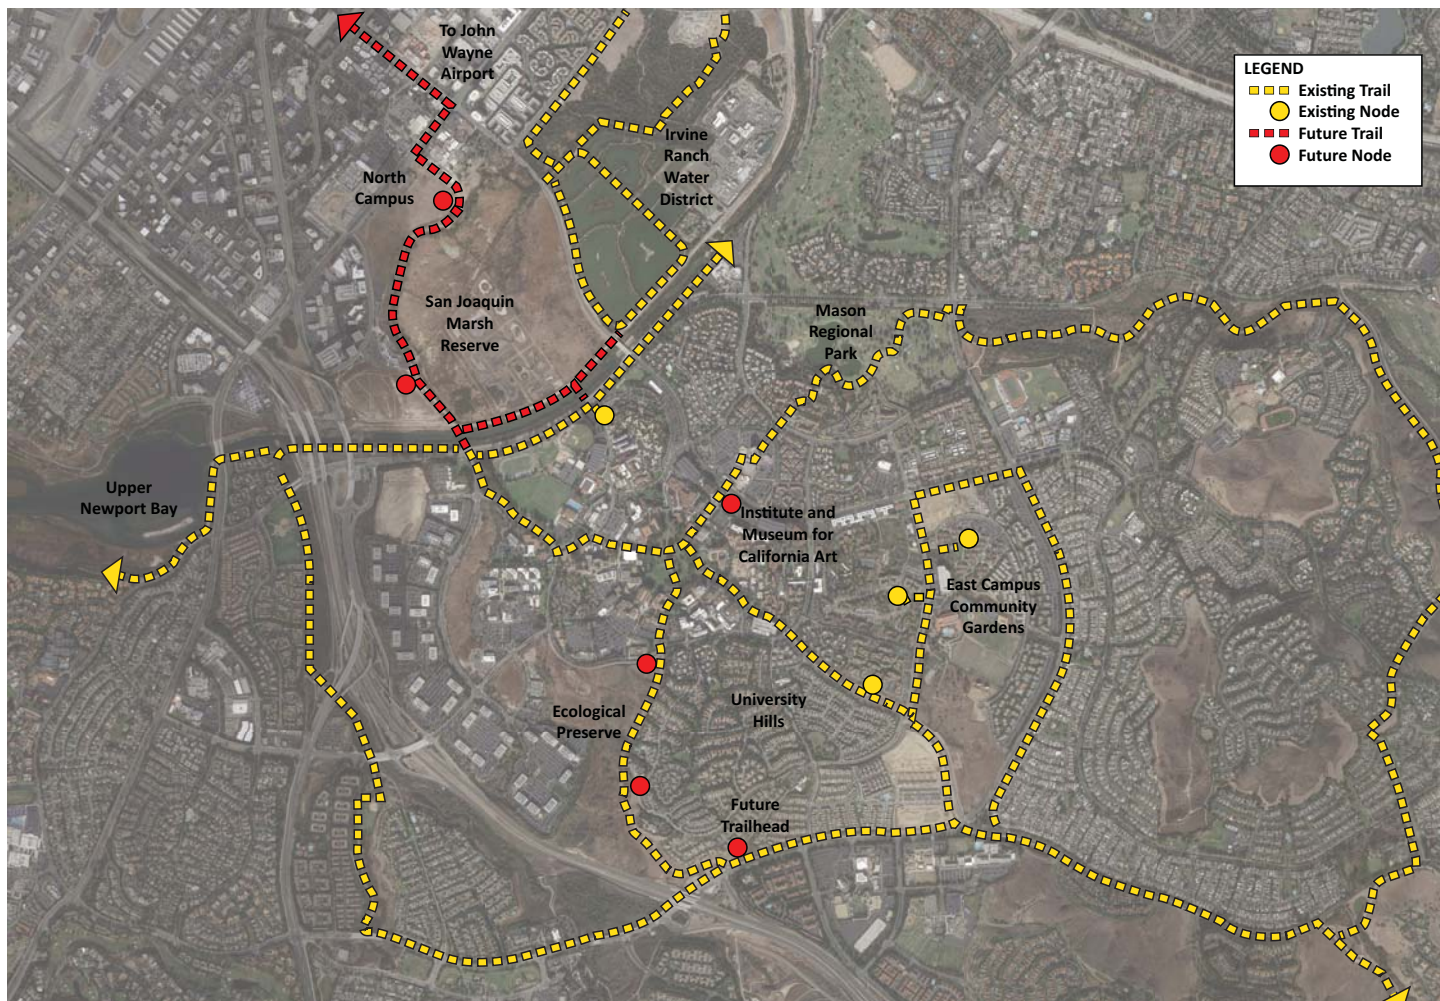 To John
Wayne
Airport
LEGEND
Existing Trail
Existing Node
Future Trail
Future Node
Irvine
Ranch
Water
District
North
Campus
San Joaquin
Marsh
Reserve
Mason
Regional
Park
Upper
Newport Bay
Institute and
Museum for
California Art
East Campus
Community
Gardens
University
Hills
Ecological
Preserve
Future
Trailhead